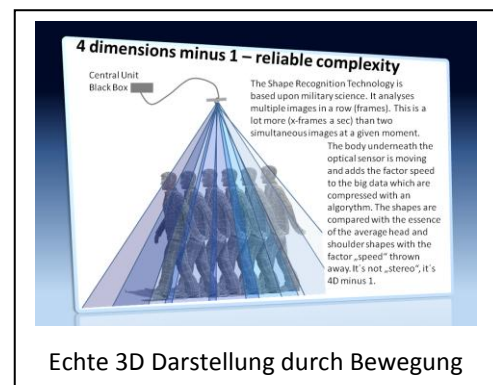 4 dimensions minus 1 – reliable complexity
Central Unit
Black Box
The Shape Recognition Technology is
based upon military science. It analyses
multiple images in a row (frames). This is a
lot more (x-frames a sec) than two
simultaneous images at a given moment.
The body underneath the
optical sensor is moving
and adds the factor speed
to the big data which are
compressed with an
algorythm. The shapes are
compared with the essence
of the average head and
shoulder shapes with the
factor „speed“ thrown
away. It´s not „stereo“, it´s
4D minus 1.
Echte 3D Darstellung durch Bewegung